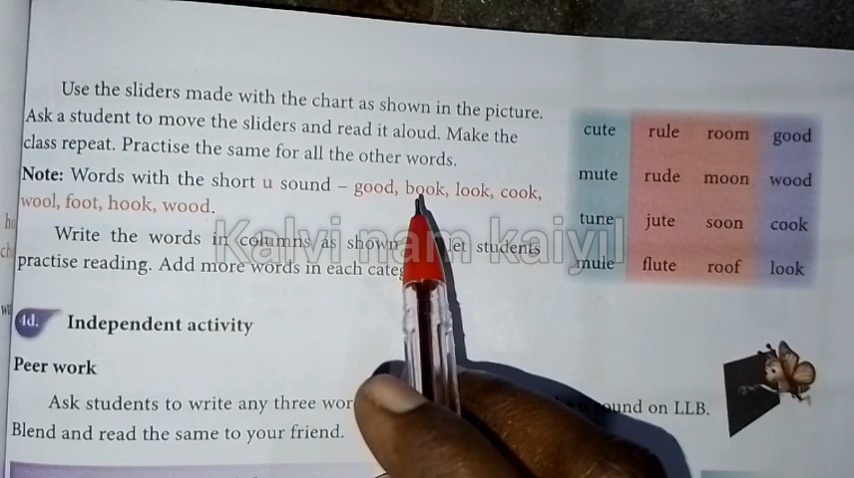 Use the sliders made with the chart as shown in the picture.
Ask a student to move the sliders and read it aloud. Make the
class repeat. Practise the same for all the other words.
Note: Words with the short u sound – good, book, look, cook,
wool, foot, hook, wood.
Write the words in columns as shown let students
practise reading. Add more words in each
4d. Independent activity
Peer work
Ask students to write any three sound on LLB.
Blend and read the same to your friend.
cute rule room good
mute rude moon wood
tune jute soon cook
mule flute roof look
Kalvi nam kaiyil